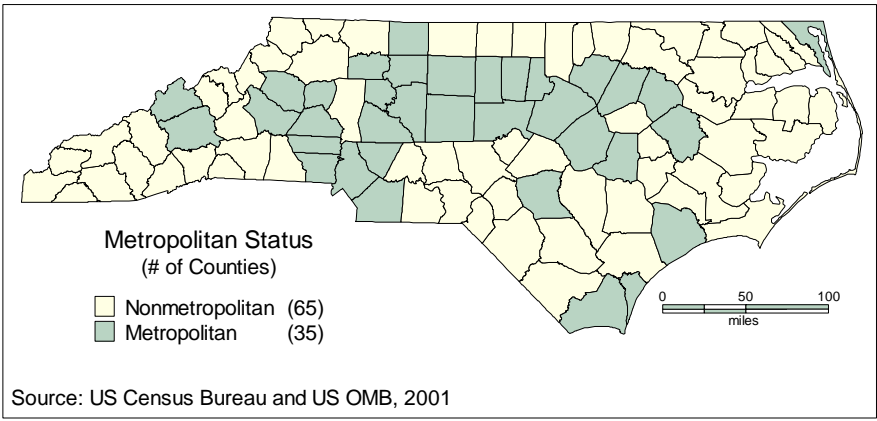 Metropolitan Status
(# of Counties)
Nonmetropolitan (65)
Metropolitan (35)
0 50 100
miles
Source: US Census Bureau and US OMB, 2001